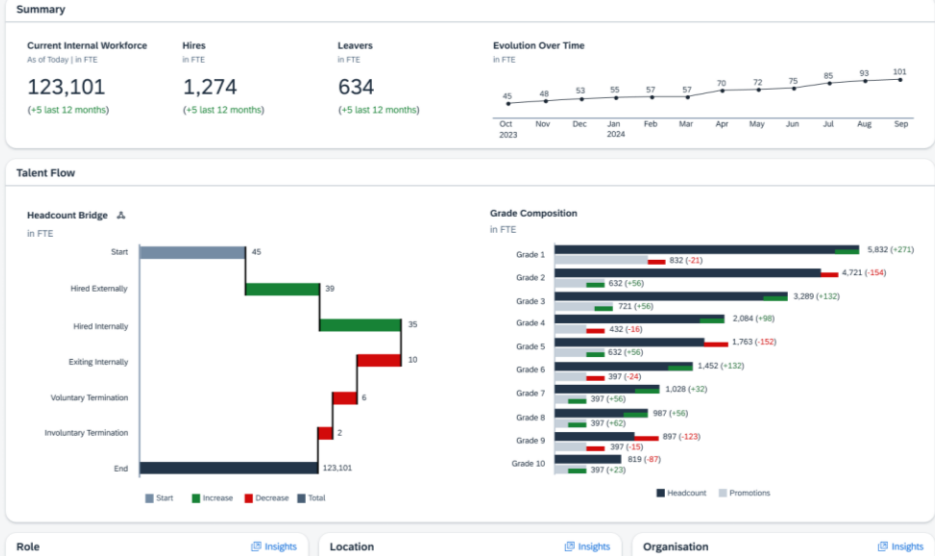 Summary
Current Internal Workforce
As of Today | in FTE
123,101
(+5 last 12 months)
Hires
in FTE
1,274
(+5 last 12 months)
Leavers
in FTE
634
(+5 last 12 months)
Evolution Over Time
in FTE
45 48 53 55 57 57 70 72 75 85 93 101
Oct Nov Dec Jan Feb Mar Apr May Jun Jul Aug Sep
2023 2024
Talent Flow
Headcount Bridge
in FTE
Start 45
Hired Externally 39
Hired Internally 35
Exiting Internally 10
Voluntary Termination 6
Involuntary Termination 2
End 123,101
Start Increase Decrease Total
Grade Composition
in FTE
Grade 1 5,832 (+271)
832 (-21)
Grade 2 4,721 (-154)
632 (+56)
Grade 3 3,289 (+132)
721 (+56)
Grade 4 2,084 (+98)
432 (-16)
Grade 5 1,763 (-152)
632 (+56)
Grade 6 1,452 (+132)
397 (-24)
Grade 7 1,028 (+32)
397 (+56)
Grade 8 987 (+56)
397 (+62)
Grade 9 897 (-123)
397 (-15)
Grade 10 819 (-87)
397 (+23)
Headcount Promotions
Role Insights
Location Insights
Organisation Insights